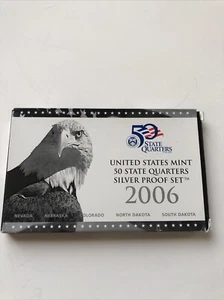 50
STATE
QUARTERS
UNITED STATES MINT
50 STATE QUARTERS
SILVER PROOF SET™
2006
NEVADA NEBRASKA COLORADO NORTH DAKOTA SOUTH DAKOTA